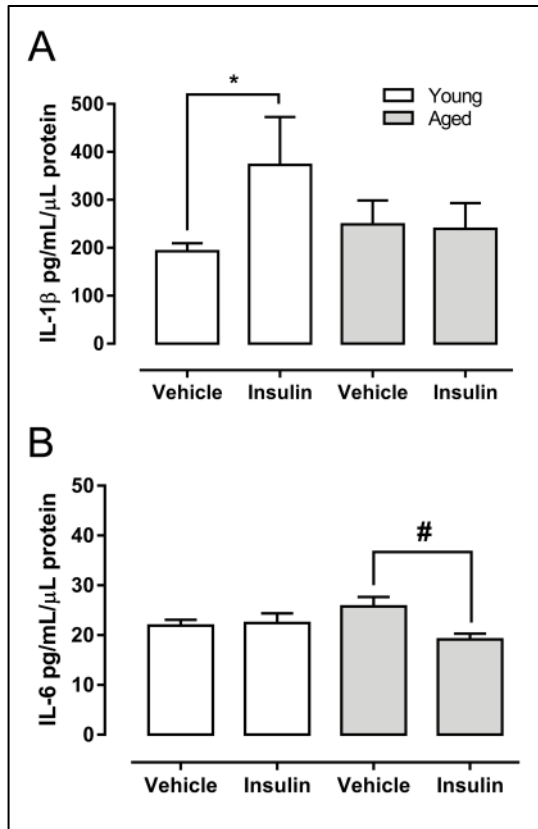 A
*
Young
Aged
IL-1β pg/mL/μL protein
500
400
300
200
100
0
Vehicle Insulin Vehicle Insulin
B
#
IL-6 pg/mL/μL protein
50
40
30
20
10
0
Vehicle Insulin Vehicle Insulin